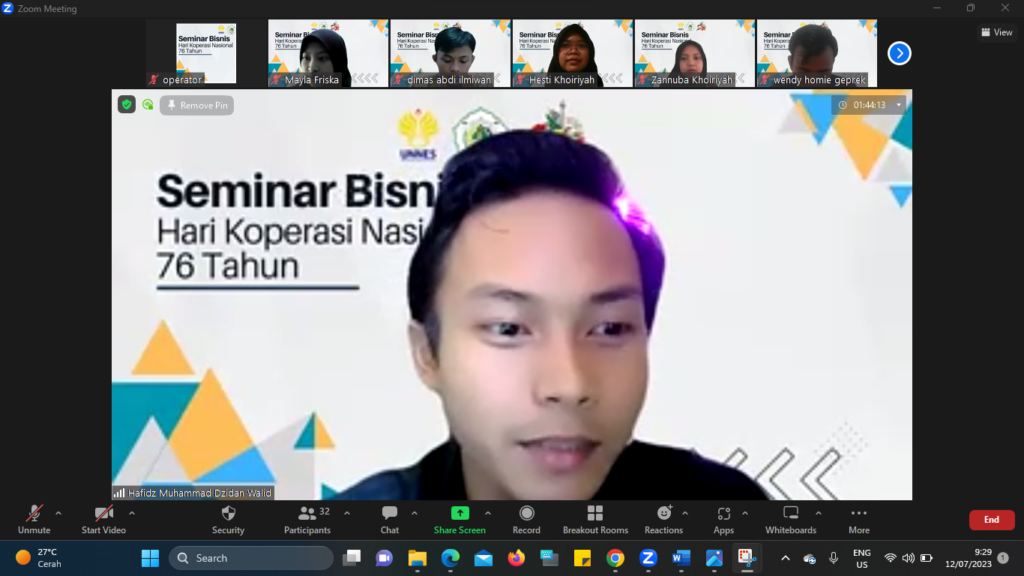 Zoom Meeting
View
Seminar Bisnis
Hari Koperasi Nasional
76 Tahun
operator
Mayla Friska
dimas abdi ilmiwan
Hesti Khoiriyah
Zannuba Khoiriyah
wendy homie geprek
Remove Pin
01:44:13
UNNES
Seminar Bisni
Hari Koperasi Nasi
76 Tahun
Hafidz Muhammad Dzidan Walid
Unmute
Start Video
Security
Participants
32
Chat
Share Screen
Record
Breakout Rooms
Reactions
Apps
Whiteboards
More
End
27°C
Cerah
Search
ENG
US
9:29
12/07/2023
1